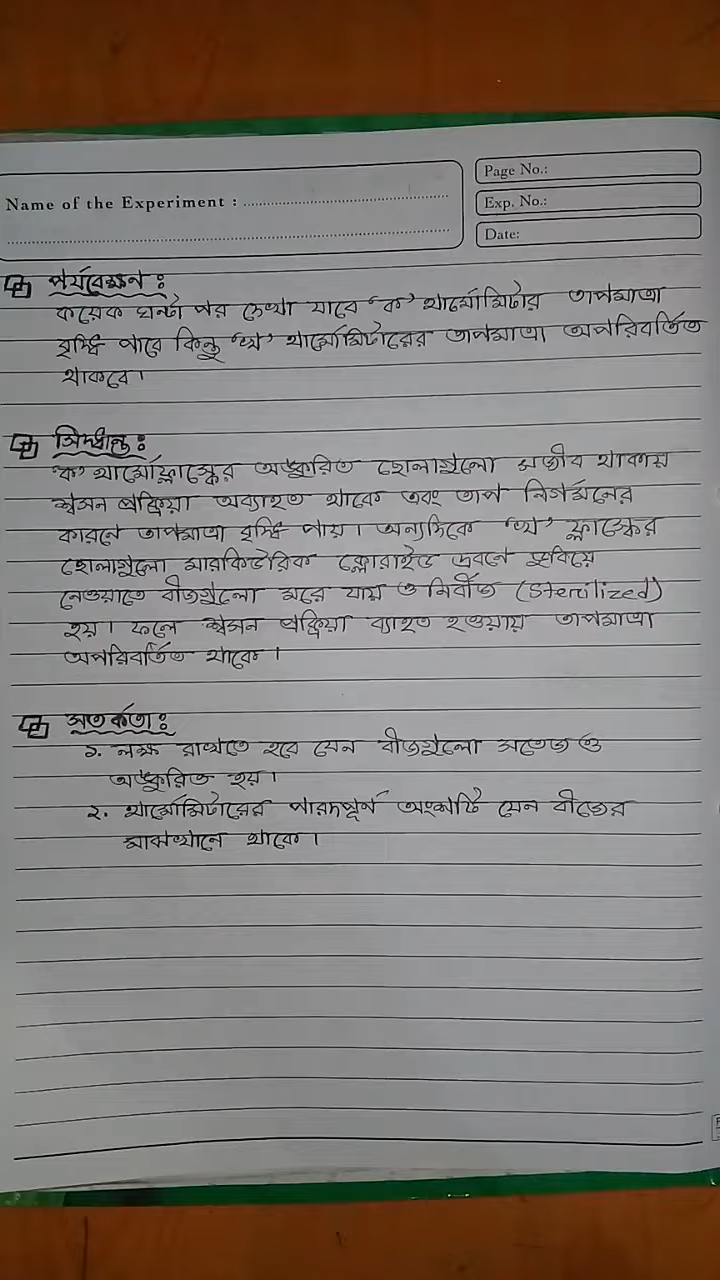 Name of the Experiment :
Page No.:
Exp. No.:
Date:
পর্যবেক্ষন :
কয়েক ঘন্টা পর দেখা যাবে 'ক' থার্মোমিটার তাপমাত্রা
বৃদ্ধি পাবে কিন্তু 'খ' থার্মোমিটারের তাপমাত্রা অপরিবর্তিত
থাকবে।
সিদ্ধান্ত :
'ক' থার্মোফ্লাস্কের অঙ্কুরিত ছোলাগুলো সজীব থাকায়
শ্বসন প্রক্রিয়া অব্যাহত থাকে এবং তাপ নির্গমনের
কারনে তাপমাত্রা বৃদ্ধি পায়। অন্যদিকে 'খ' ফ্লাস্কের
ছোলাগুলো মারকিউরিক ক্লোরাইড দ্রবনে ডুবিয়ে
নেওয়াতে বীজগুলো মরে যায় ও নির্বীজ (Sterilized)
হয়। ফলে শ্বসন প্রক্রিয়া ব্যাহত হওয়ায় তাপমাত্রা
অপরিবর্তিত থাকে।
সতর্কতা :
১. লক্ষ রাখতে হবে যেন বীজগুলো সতেজ ও
অঙ্কুরিত হয়।
২. থার্মোমিটারের পারদপূর্ণ অংশটি যেন বীজের
মাঝখানে থাকে।